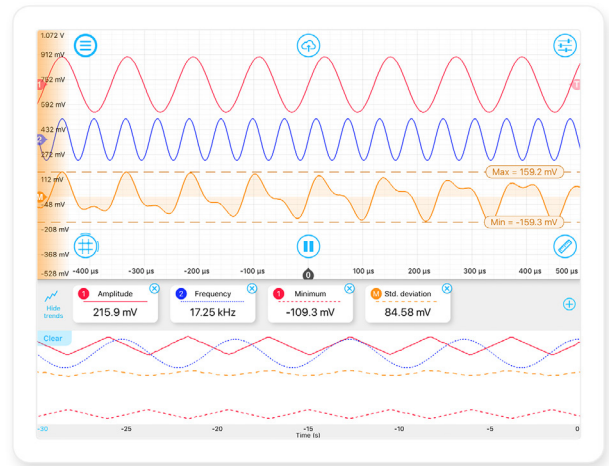 1.072 V
912 mV
1
752 mV
T
592 mV
432 mV
272 mV
Max = 159.2 mV
112 mV
M
-48 mV
-208 mV
Min = -159.3 mV
-368 mV
-528 mV
-400 µs -300 µs -200 µs -100 µs 0 100 µs 200 µs 300 µs 400 µs 500 µs
Hide
trends
1 Amplitude
215.9 mV
2 Frequency
17.25 kHz
1 Minimum
-109.3 mV
M Std. deviation
84.58 mV
Clear
-30 -25 -20 -15 -10 -5 0
Time (s)